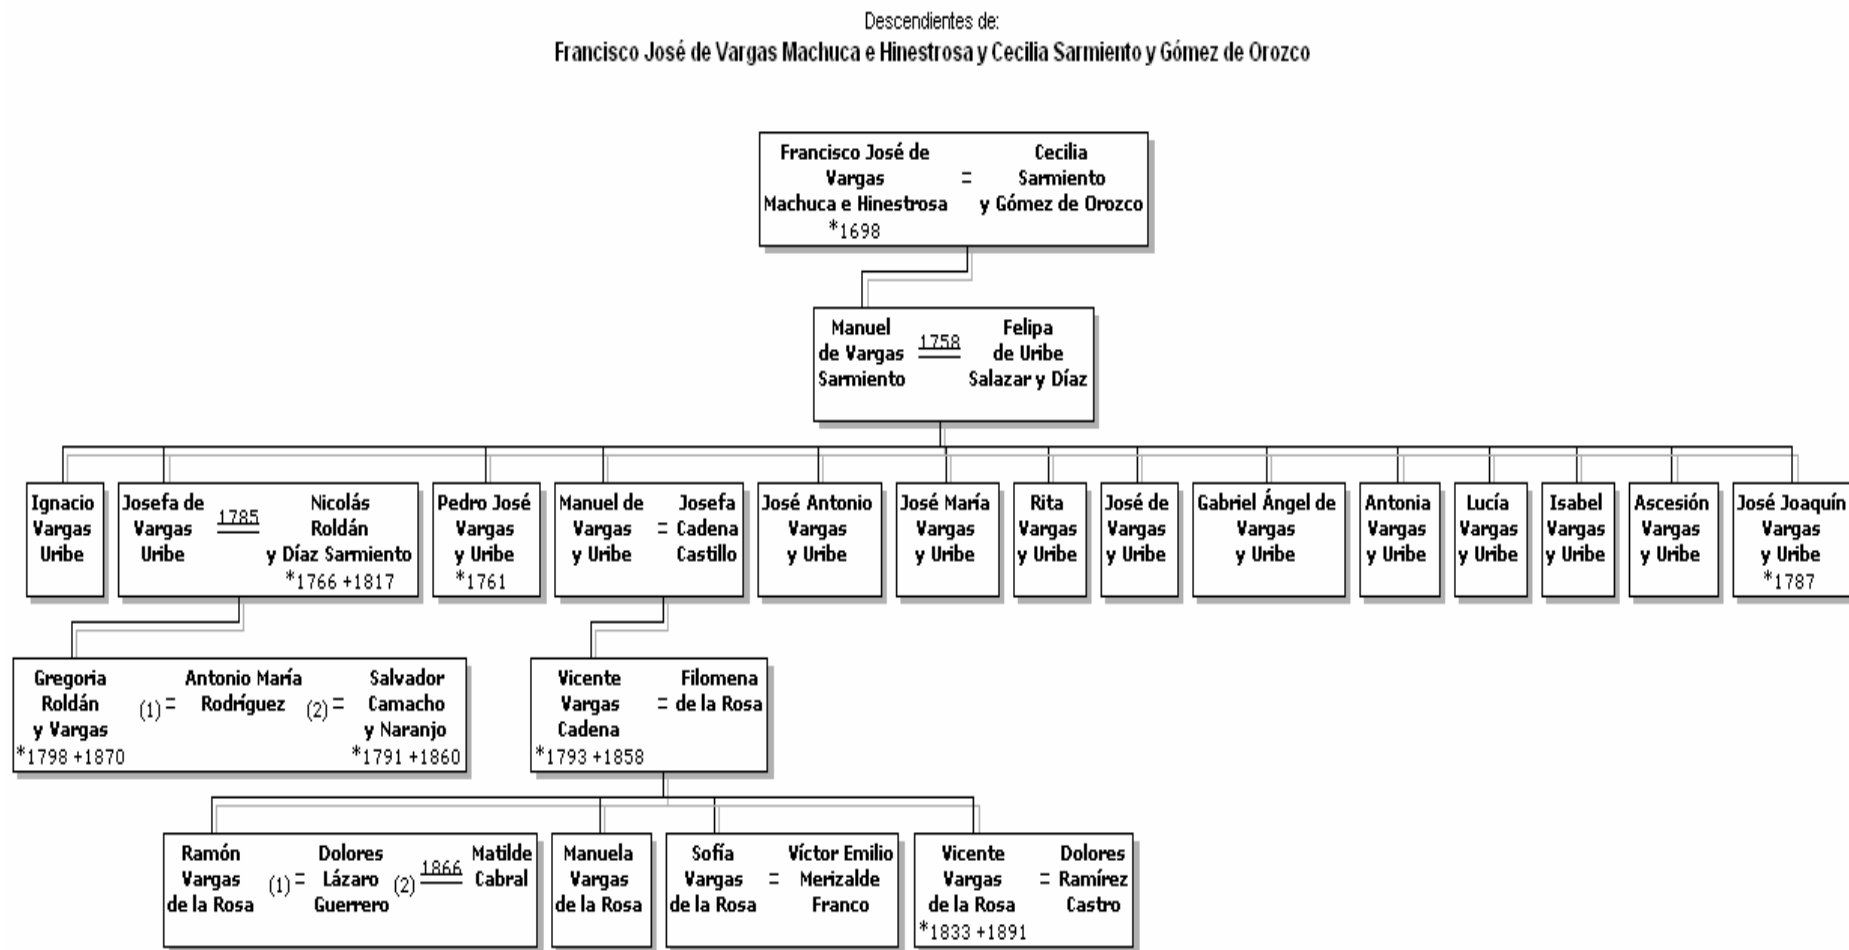 Descendientes de:
Francisco José de Vargas Machuca e Hinestrosa y Cecilia Sarmiento y Gómez de Orozco
Francisco José de
Vargas
Machuca e Hinestrosa
*1698
=
Cecilia
Sarmiento
y Gómez de Orozco
Manuel
de Vargas
Sarmiento
1758
Felipa
de Uribe
Salazar y Díaz
Ignacio
Vargas
Uribe
Josefa de
Vargas
Uribe
1785
Nicolás
Roldán
y Díaz Sarmiento
*1766 +1817
Pedro José
Vargas
y Uribe
*1761
Manuel de
Vargas
y Uribe
=
Josefa
Cadena
Castillo
José Antonio
Vargas
y Uribe
José María
Vargas
y Uribe
Rita
Vargas
y Uribe
José de
Vargas
y Uribe
Gabriel Ángel de
Vargas
y Uribe
Antonia
Vargas
y Uribe
Lucía
Vargas
y Uribe
Isabel
Vargas
y Uribe
Ascesión
Vargas
y Uribe
José Joaquín
Vargas
y Uribe
*1787
Gregoria
Roldán
y Vargas
*1798 +1870
(1) =
Antonio María
Rodríguez
(2) =
Salvador
Camacho
y Naranjo
*1791 +1860
Vicente
Vargas
Cadena
*1793 +1858
=
Filomena
de la Rosa
Ramón
Vargas
de la Rosa
(1) =
Dolores
Lázaro
Guerrero
(2) 1866
Matilde
Cabral
Manuela
Vargas
de la Rosa
Sofía
Vargas
de la Rosa
=
Víctor Emilio
Merizalde
Franco
Vicente
Vargas
de la Rosa
*1833 +1891
=
Dolores
Ramírez
Castro